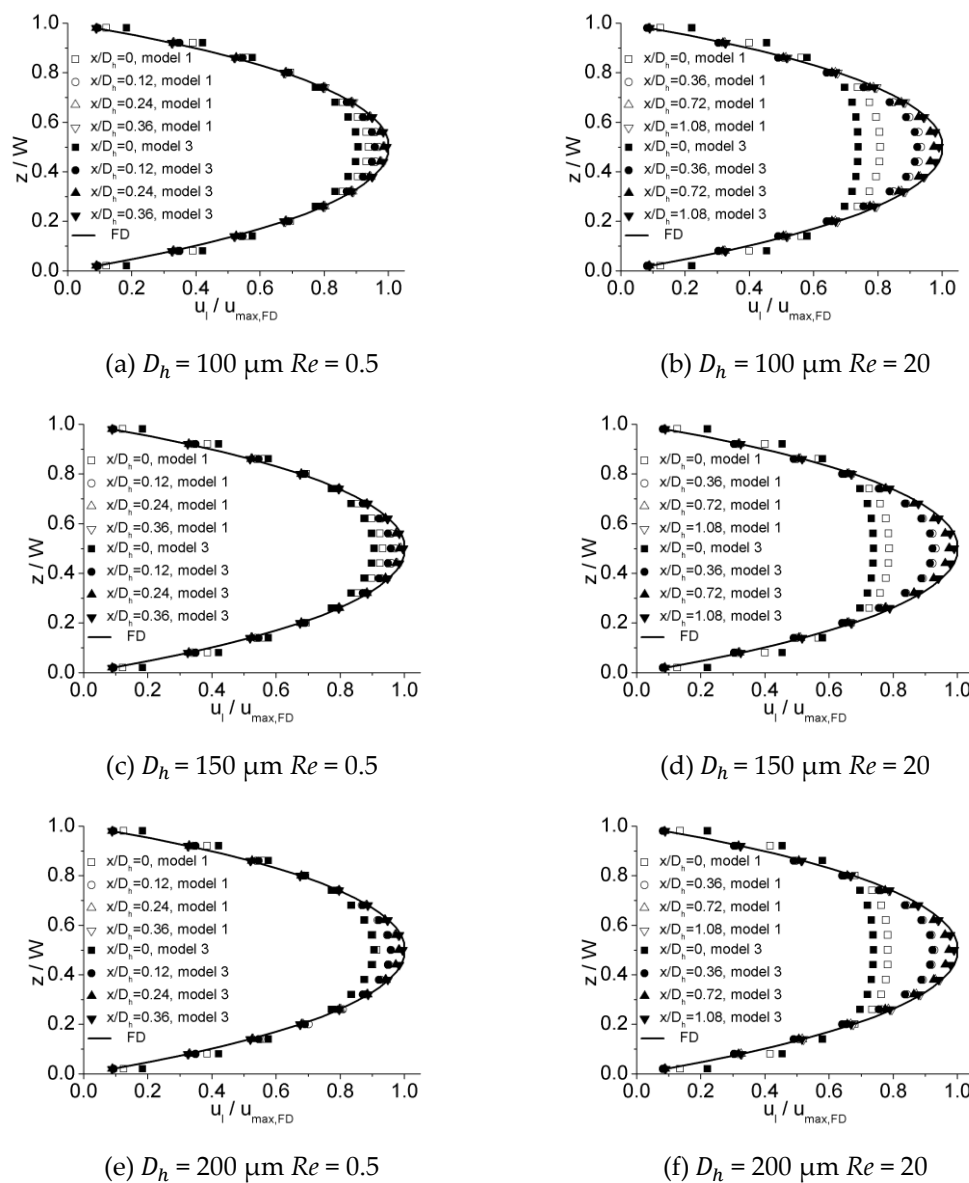 1.0
0.8
0.6
0.4
0.2
0.0
z / W
x/D_h=0, model 1
x/D_h=0.12, model 1
x/D_h=0.24, model 1
x/D_h=0.36, model 1
x/D_h=0, model 3
x/D_h=0.12, model 3
x/D_h=0.24, model 3
x/D_h=0.36, model 3
FD
0.0 0.2 0.4 0.6 0.8 1.0
u_l / u_max,FD
(a) D_h = 100 µm Re = 0.5
1.0
0.8
0.6
0.4
0.2
0.0
z / W
x/D_h=0, model 1
x/D_h=0.36, model 1
x/D_h=0.72, model 1
x/D_h=1.08, model 1
x/D_h=0, model 3
x/D_h=0.36, model 3
x/D_h=0.72, model 3
x/D_h=1.08, model 3
FD
0.0 0.2 0.4 0.6 0.8 1.0
u_l / u_max,FD
(b) D_h = 100 µm Re = 20
1.0
0.8
0.6
0.4
0.2
0.0
z / W
x/D_h=0, model 1
x/D_h=0.12, model 1
x/D_h=0.24, model 1
x/D_h=0.36, model 1
x/D_h=0, model 3
x/D_h=0.12, model 3
x/D_h=0.24, model 3
x/D_h=0.36, model 3
FD
0.0 0.2 0.4 0.6 0.8 1.0
u_l / u_max,FD
(c) D_h = 150 µm Re = 0.5
1.0
0.8
0.6
0.4
0.2
0.0
z / W
x/D_h=0, model 1
x/D_h=0.36, model 1
x/D_h=0.72, model 1
x/D_h=1.08, model 1
x/D_h=0, model 3
x/D_h=0.36, model 3
x/D_h=0.72, model 3
x/D_h=1.08, model 3
FD
0.0 0.2 0.4 0.6 0.8 1.0
u_l / u_max,FD
(d) D_h = 150 µm Re = 20
1.0
0.8
0.6
0.4
0.2
0.0
z / W
x/D_h=0, model 1
x/D_h=0.12, model 1
x/D_h=0.24, model 1
x/D_h=0.36, model 1
x/D_h=0, model 3
x/D_h=0.12, model 3
x/D_h=0.24, model 3
x/D_h=0.36, model 3
FD
0.0 0.2 0.4 0.6 0.8 1.0
u_l / u_max,FD
(e) D_h = 200 µm Re = 0.5
1.0
0.8
0.6
0.4
0.2
0.0
z / W
x/D_h=0, model 1
x/D_h=0.36, model 1
x/D_h=0.72, model 1
x/D_h=1.08, model 1
x/D_h=0, model 3
x/D_h=0.36, model 3
x/D_h=0.72, model 3
x/D_h=1.08, model 3
FD
0.0 0.2 0.4 0.6 0.8 1.0
u_l / u_max,FD
(f) D_h = 200 µm Re = 20